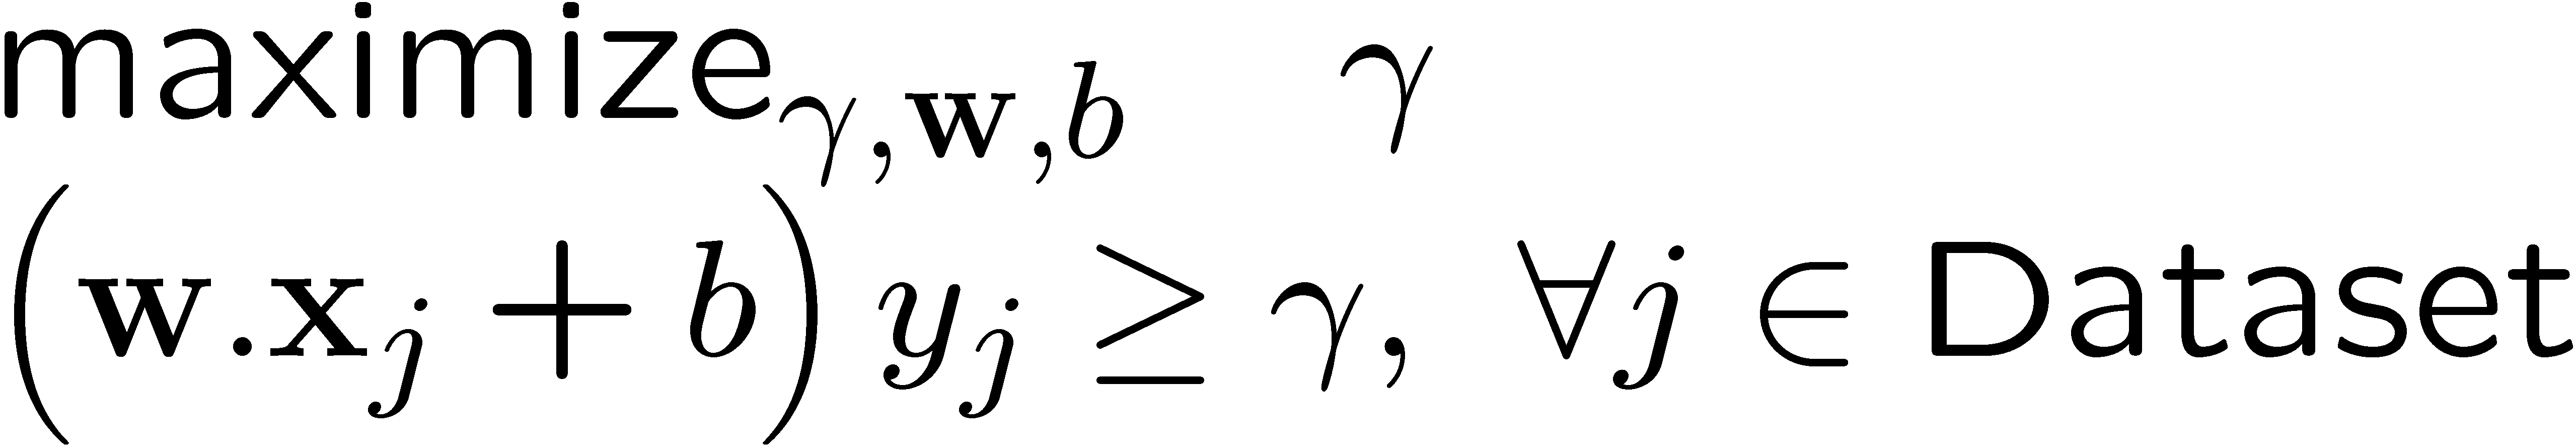 maximize_{γ,w,b} γ
(w.x_j + b) y_j ≥ γ, ∀j ∈ Dataset